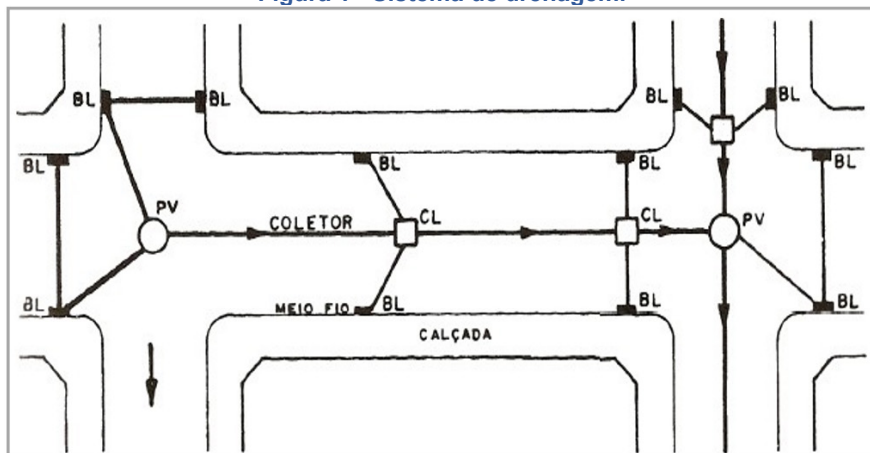 Figura 1 - Sistema de drenagem.
BL BL BL BL
BL BL BL BL
PV CL CL PV
COLETOR
BL MEIO FIO BL BL BL
CALÇADA